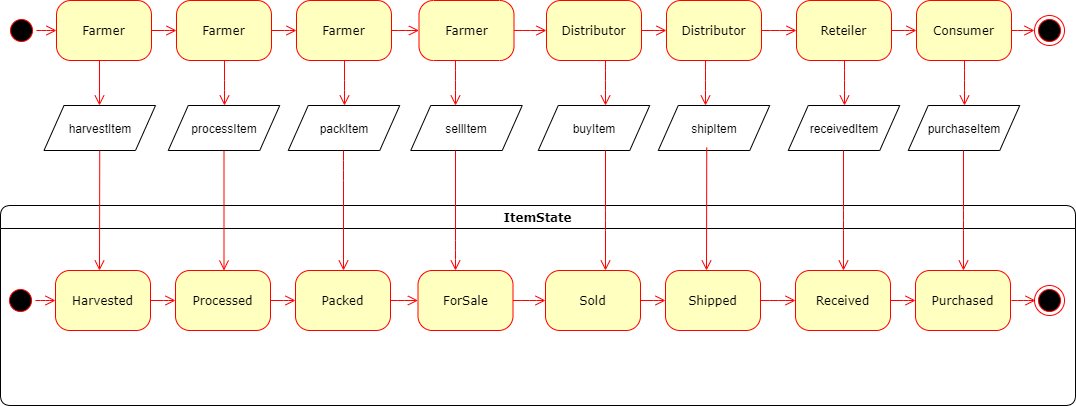 Farmer
Farmer
Farmer
Farmer
Distributor
Distributor
Reteiler
Consumer
harvestItem
processItem
packItem
sellItem
buyItem
shipItem
receivedItem
purchaseItem
ItemState
Harvested
Processed
Packed
ForSale
Sold
Shipped
Received
Purchased